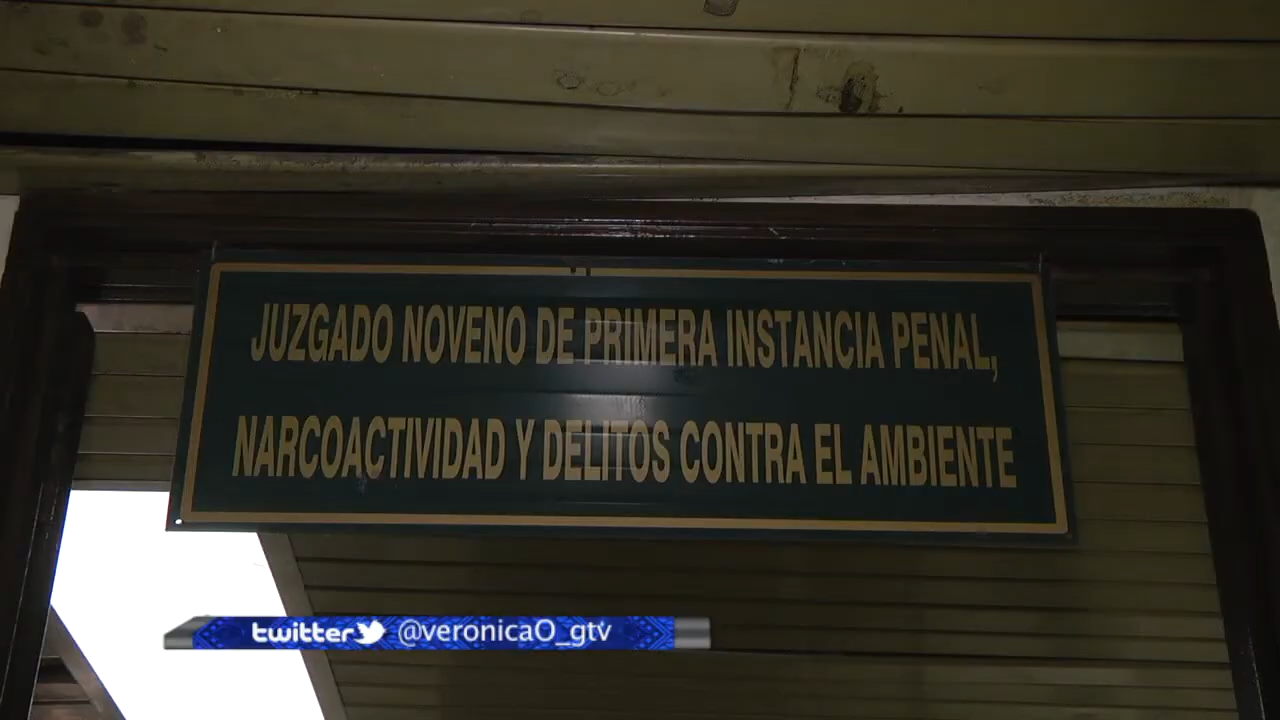 JUZGADO NOVENO DE PRIMERA INSTANCIA PENAL,
NARCOACTIVIDAD Y DELITOS CONTRA EL AMBIENTE
twitter @veronicaO_gtv